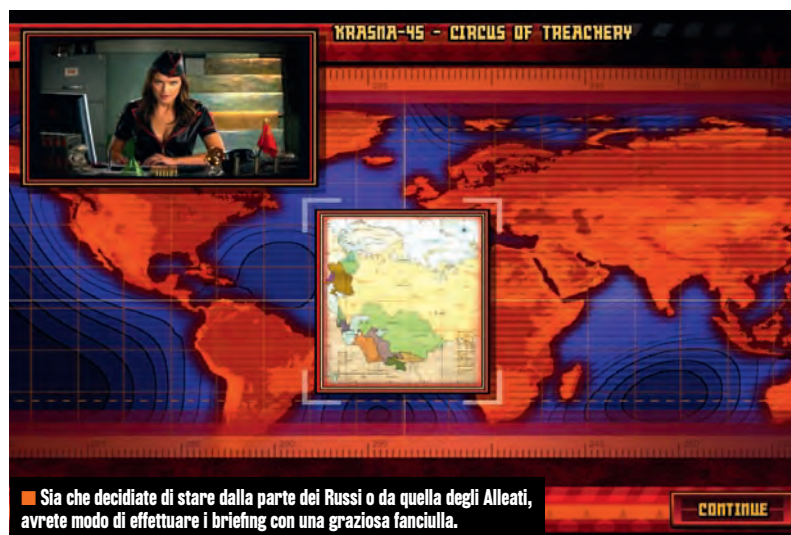 KRASNA-45 - CIRCUS OF TREACHERY
Sia che decidiate di stare dalla parte dei Russi o da quella degli Alleati,
avrete modo di effettuare i briefing con una graziosa fanciulla.
CONTINUE